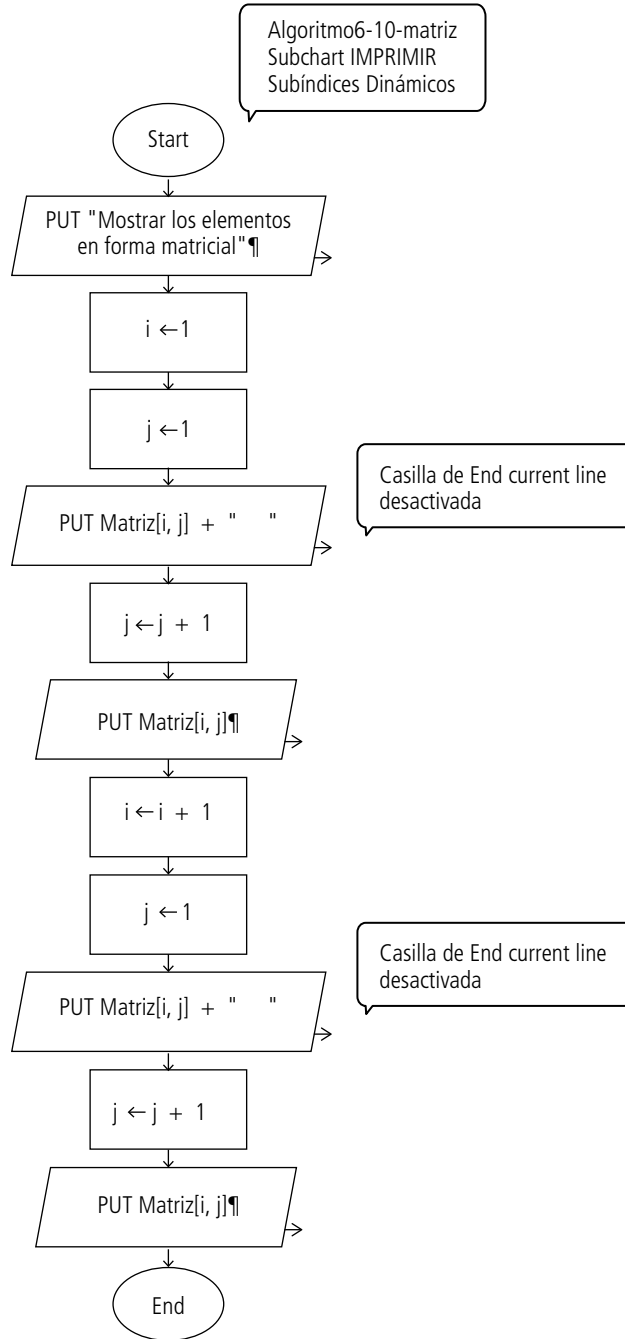 Algoritmo6-10-matriz
Subchart IMPRIMIR
Subíndices Dinámicos
Start
PUT "Mostrar los elementos
en forma matricial"¶
i ←1
j ←1
Casilla de End current line
desactivada
PUT Matriz[i, j] + "    "
j ←j + 1
PUT Matriz[i, j]¶
i ←i + 1
j ←1
Casilla de End current line
desactivada
PUT Matriz[i, j] + "    "
j ←j + 1
PUT Matriz[i, j]¶
End